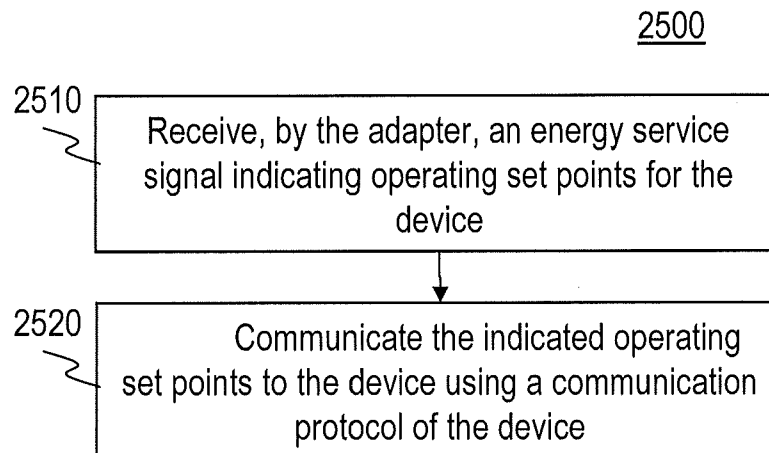 2500
2510
Receive, by the adapter, an energy service
signal indicating operating set points for the
device
2520
Communicate the indicated operating
set points to the device using a communication
protocol of the device